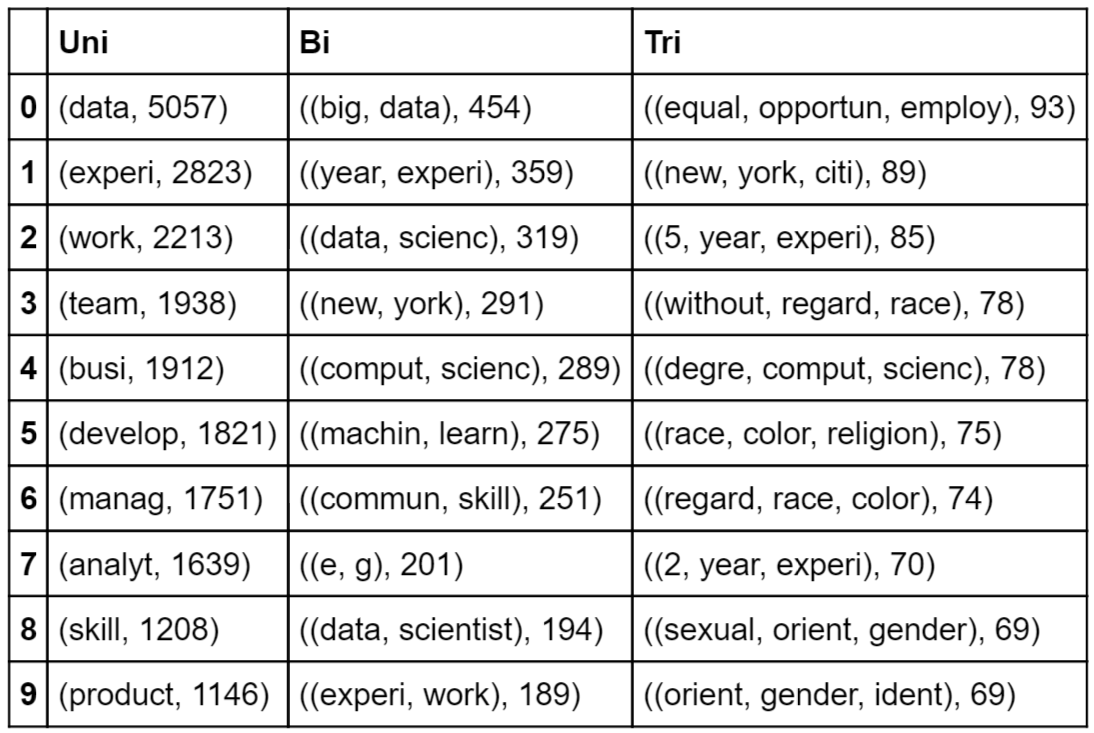 Uni Bi Tri
0 (data, 5057) ((big, data), 454) ((equal, opportun, employ), 93)
1 (experi, 2823) ((year, experi), 359) ((new, york, citi), 89)
2 (work, 2213) ((data, scienc), 319) ((5, year, experi), 85)
3 (team, 1938) ((new, york), 291) ((without, regard, race), 78)
4 (busi, 1912) ((comput, scienc), 289) ((degre, comput, scienc), 78)
5 (develop, 1821) ((machin, learn), 275) ((race, color, religion), 75)
6 (manag, 1751) ((commun, skill), 251) ((regard, race, color), 74)
7 (analyt, 1639) ((e, g), 201) ((2, year, experi), 70)
8 (skill, 1208) ((data, scientist), 194) ((sexual, orient, gender), 69)
9 (product, 1146) ((experi, work), 189) ((orient, gender, ident), 69)